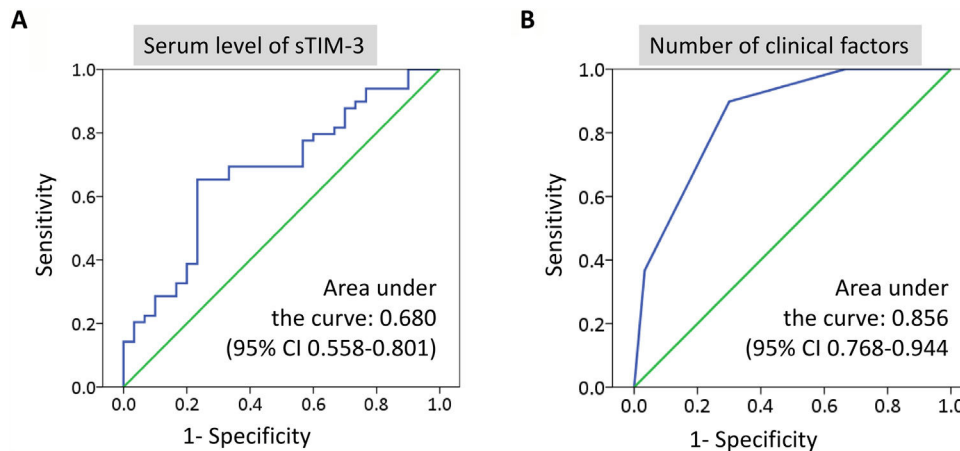 A
Serum level of sTIM-3
1.0
0.8
0.6
0.4
0.2
0.0
Sensitivity
Area under
the curve: 0.680
(95% CI 0.558-0.801)
0.0 0.2 0.4 0.6 0.8 1.0
1- Specificity
B
Number of clinical factors
1.0
0.8
0.6
0.4
0.2
0.0
Sensitivity
Area under
the curve: 0.856
(95% CI 0.768-0.944
0.0 0.2 0.4 0.6 0.8 1.0
1- Specificity